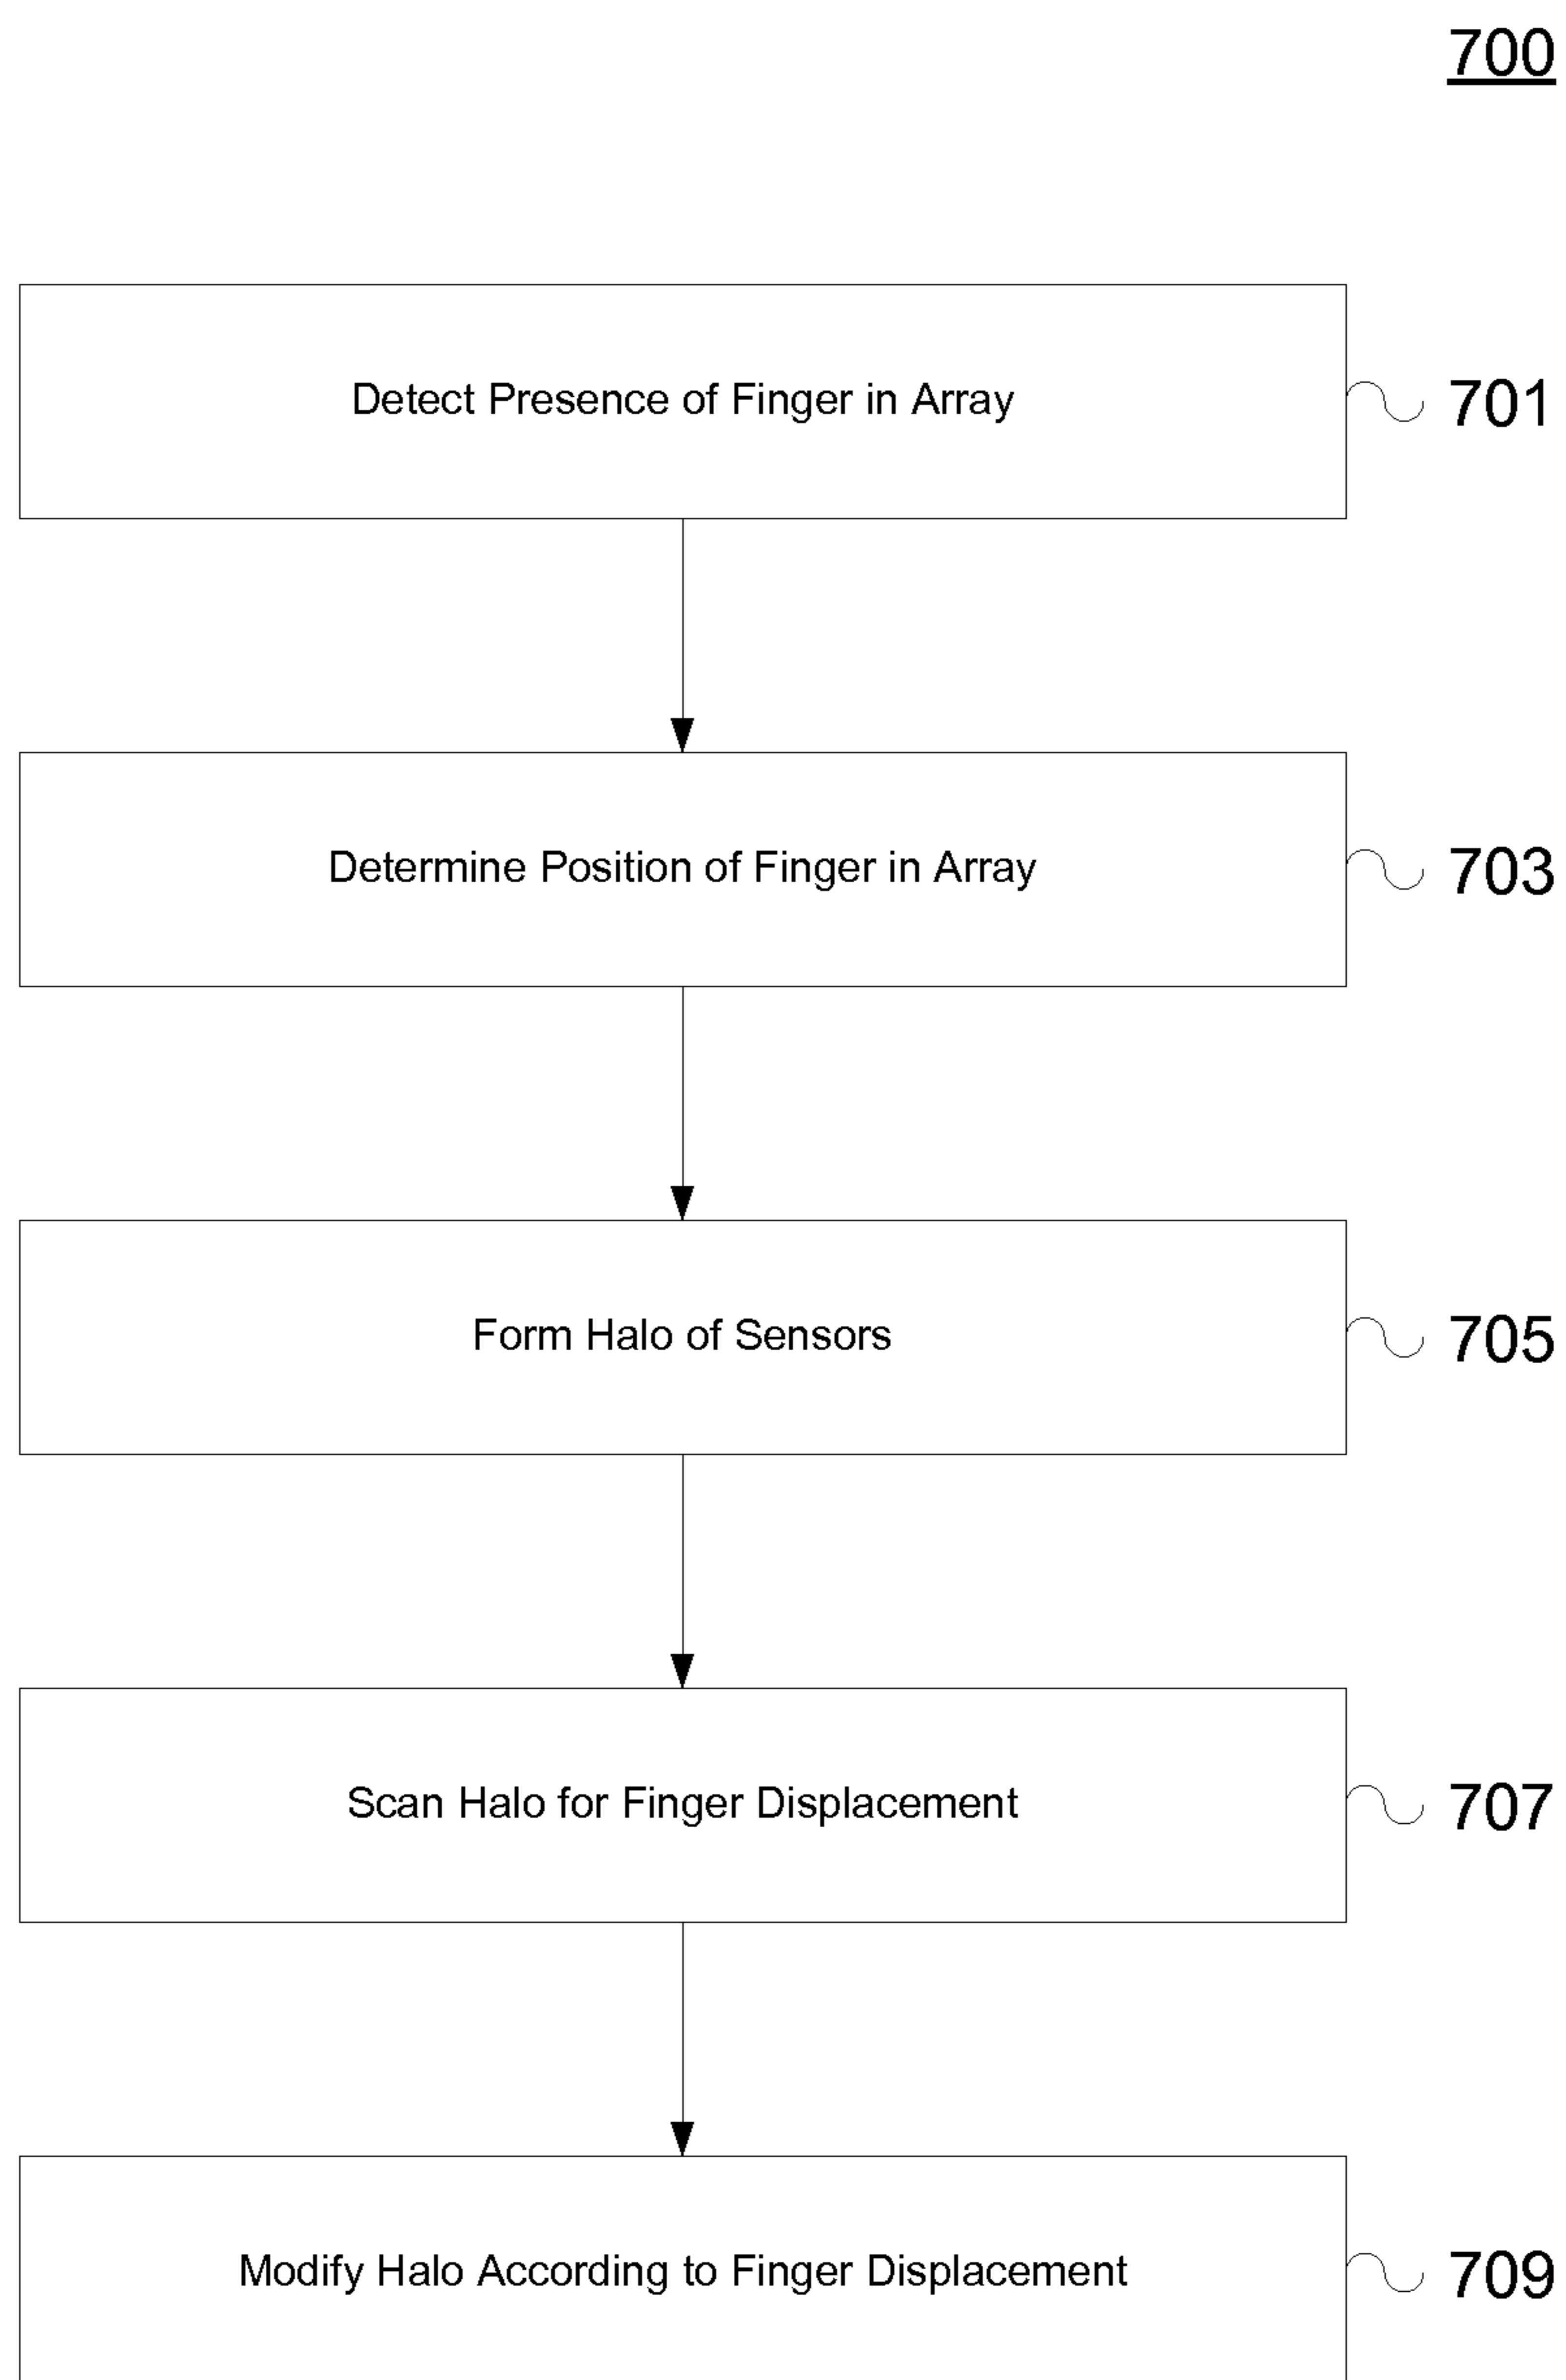 700
Detect Presence of Finger in Array
701
Determine Position of Finger in Array
703
Form Halo of Sensors
705
Scan Halo for Finger Displacement
707
Modify Halo According to Finger Displacement
709